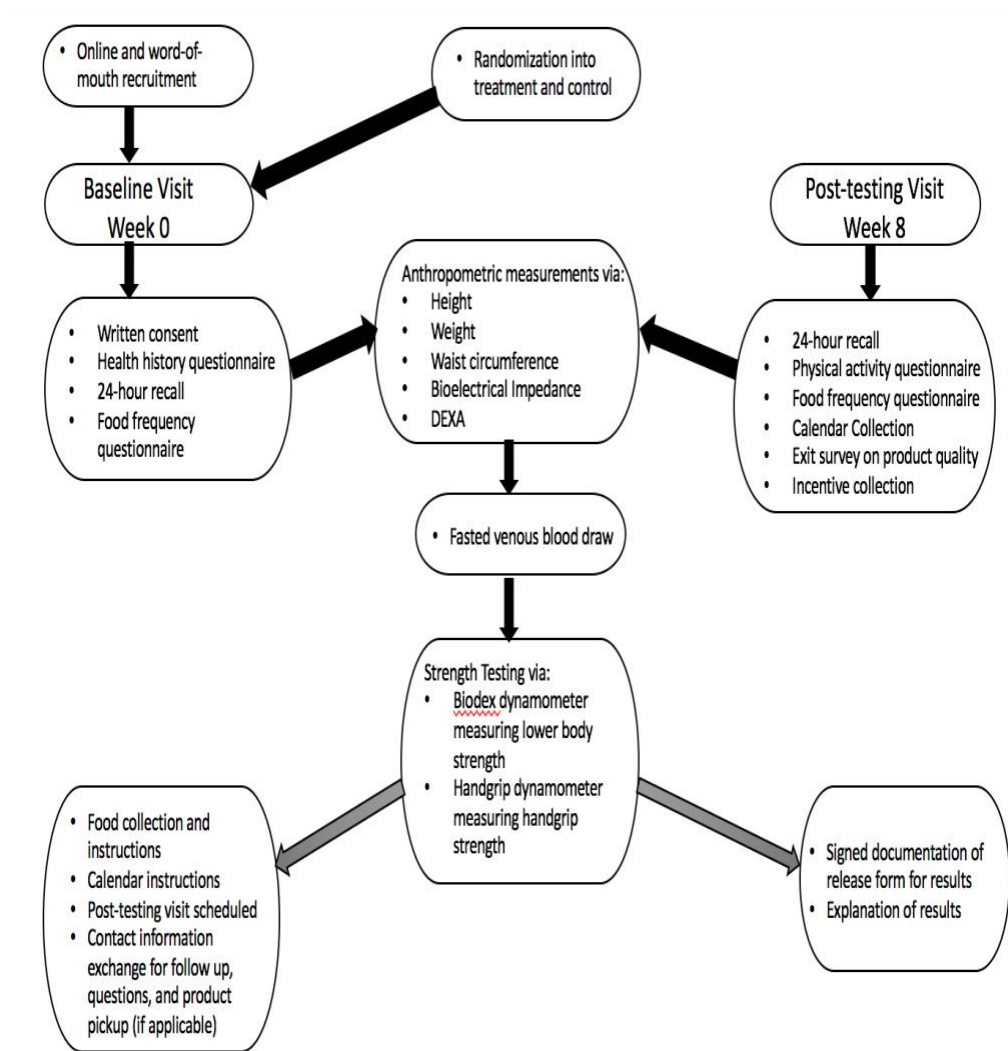 • Online and word-of-
mouth recruitment
• Randomization into
treatment and control
Baseline Visit
Week 0
Post-testing Visit
Week 8
• Written consent
• Health history questionnaire
• 24-hour recall
• Food frequency
questionnaire
Anthropometric measurements via:
• Height
• Weight
• Waist circumference
• Bioelectrical Impedance
• DEXA
• 24-hour recall
• Physical activity questionnaire
• Food frequency questionnaire
• Calendar Collection
• Exit survey on product quality
• Incentive collection
• Fasted venous blood draw
Strength Testing via:
• Biodex dynamometer
measuring lower body
strength
• Handgrip dynamometer
measuring handgrip
strength
• Food collection and
instructions
• Calendar instructions
• Post-testing visit scheduled
• Contact information
exchange for follow up,
questions, and product
pickup (if applicable)
• Signed documentation of
release form for results
• Explanation of results